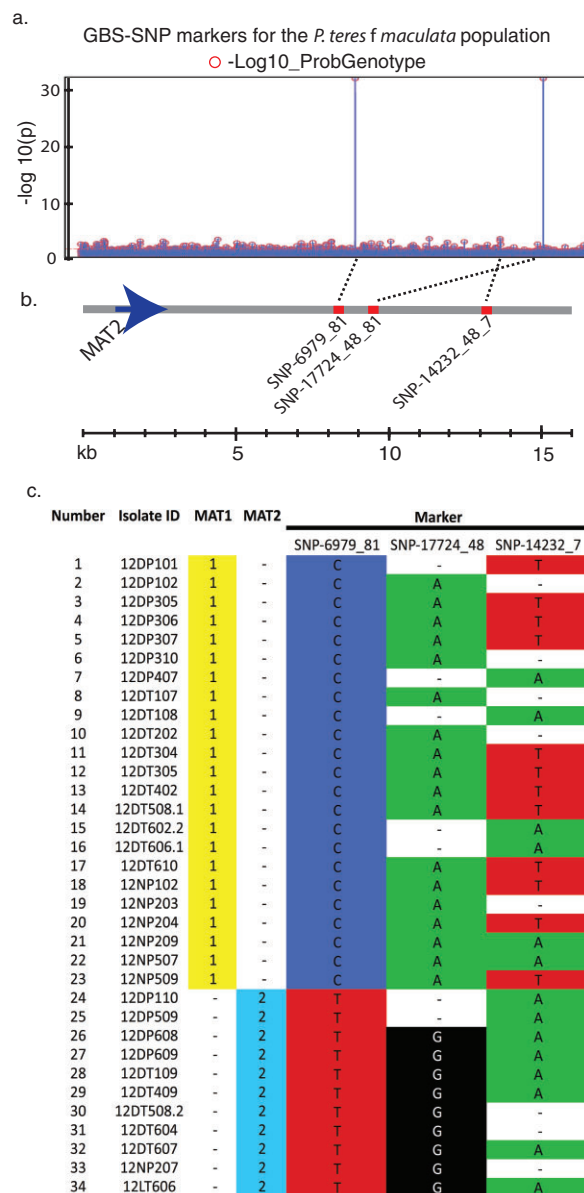 a.
GBS-SNP markers for the P. teres f maculata population
-Log10_ProbGenotype
-log 10(p)
30
20
10
0
b.
MAT2
SNP-6979_81
SNP-17724_48_81
SNP-14232_48_7
kb 5 10 15
c.
Number Isolate ID MAT1 MAT2 Marker
SNP-6979_81 SNP-17724_48 SNP-14232_7
1 12DP101 1 - C - T
2 12DP102 1 - C A -
3 12DP305 1 - C A T
4 12DP306 1 - C A T
5 12DP307 1 - C A T
6 12DP310 1 - C A -
7 12DP407 1 - C - A
8 12DT107 1 - C A -
9 12DT108 1 - C - A
10 12DT202 1 - C A -
11 12DT304 1 - C A T
12 12DT305 1 - C A T
13 12DT402 1 - C A T
14 12DT508.1 1 - C A T
15 12DT602.2 1 - C - A
16 12DT606.1 1 - C - A
17 12DT610 1 - C A T
18 12NP102 1 - C A T
19 12NP203 1 - C A -
20 12NP204 1 - C A T
21 12NP209 1 - C A A
22 12NP507 1 - C A A
23 12NP509 1 - C A T
24 12DP110 - 2 T - A
25 12DP509 - 2 T - A
26 12DP608 - 2 T G A
27 12DP609 - 2 T G A
28 12DT109 - 2 T G A
29 12DT409 - 2 T G A
30 12DT508.2 - 2 T G -
31 12DT604 - 2 T G -
32 12DT607 - 2 T G A
33 12NP207 - 2 T G -
34 12LT606 - 2 T G A